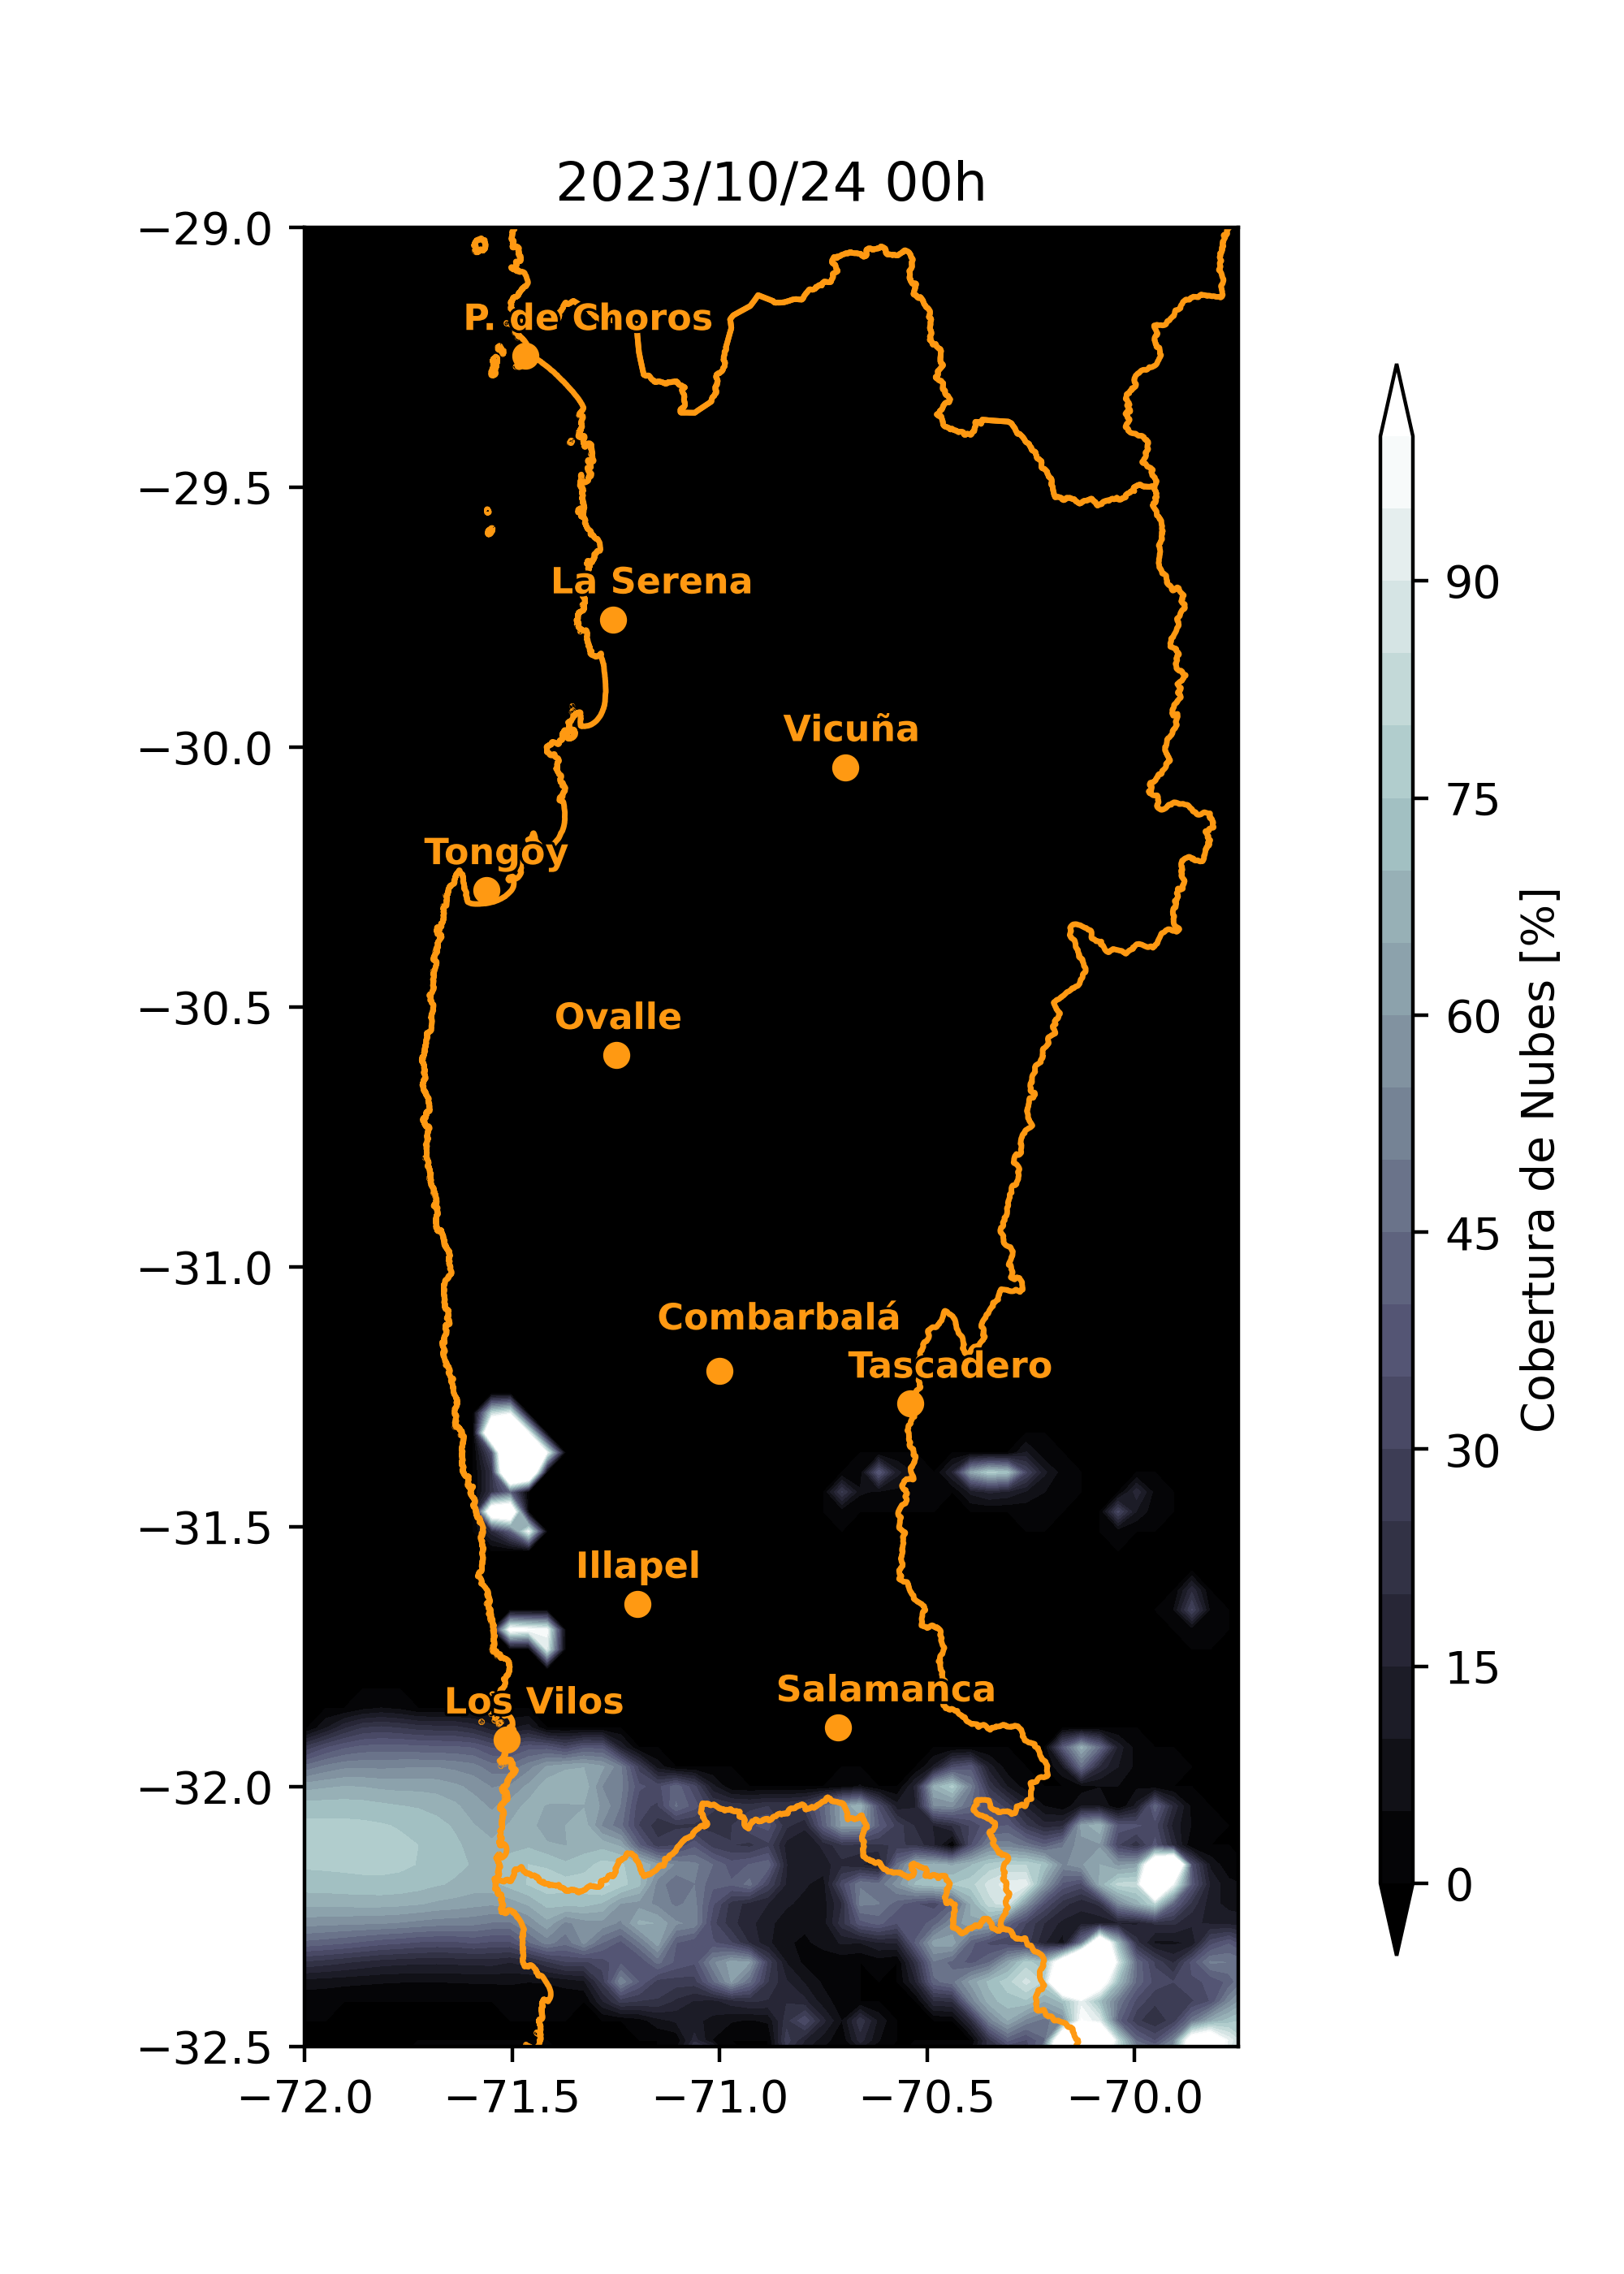 2023/10/24 00h
−29.0
P. de Choros
−29.5
La Serena
90
Vicuña
−30.0
75
Tongoy
−30.5
Ovalle
60
Cobertura de Nubes [%]
45
−31.0
Combarbalá
Tascadero
30
−31.5
Illapel
15
Salamanca
Los Vilos
−32.0
0
−32.5
−72.0 −71.5 −71.0 −70.5 −70.0